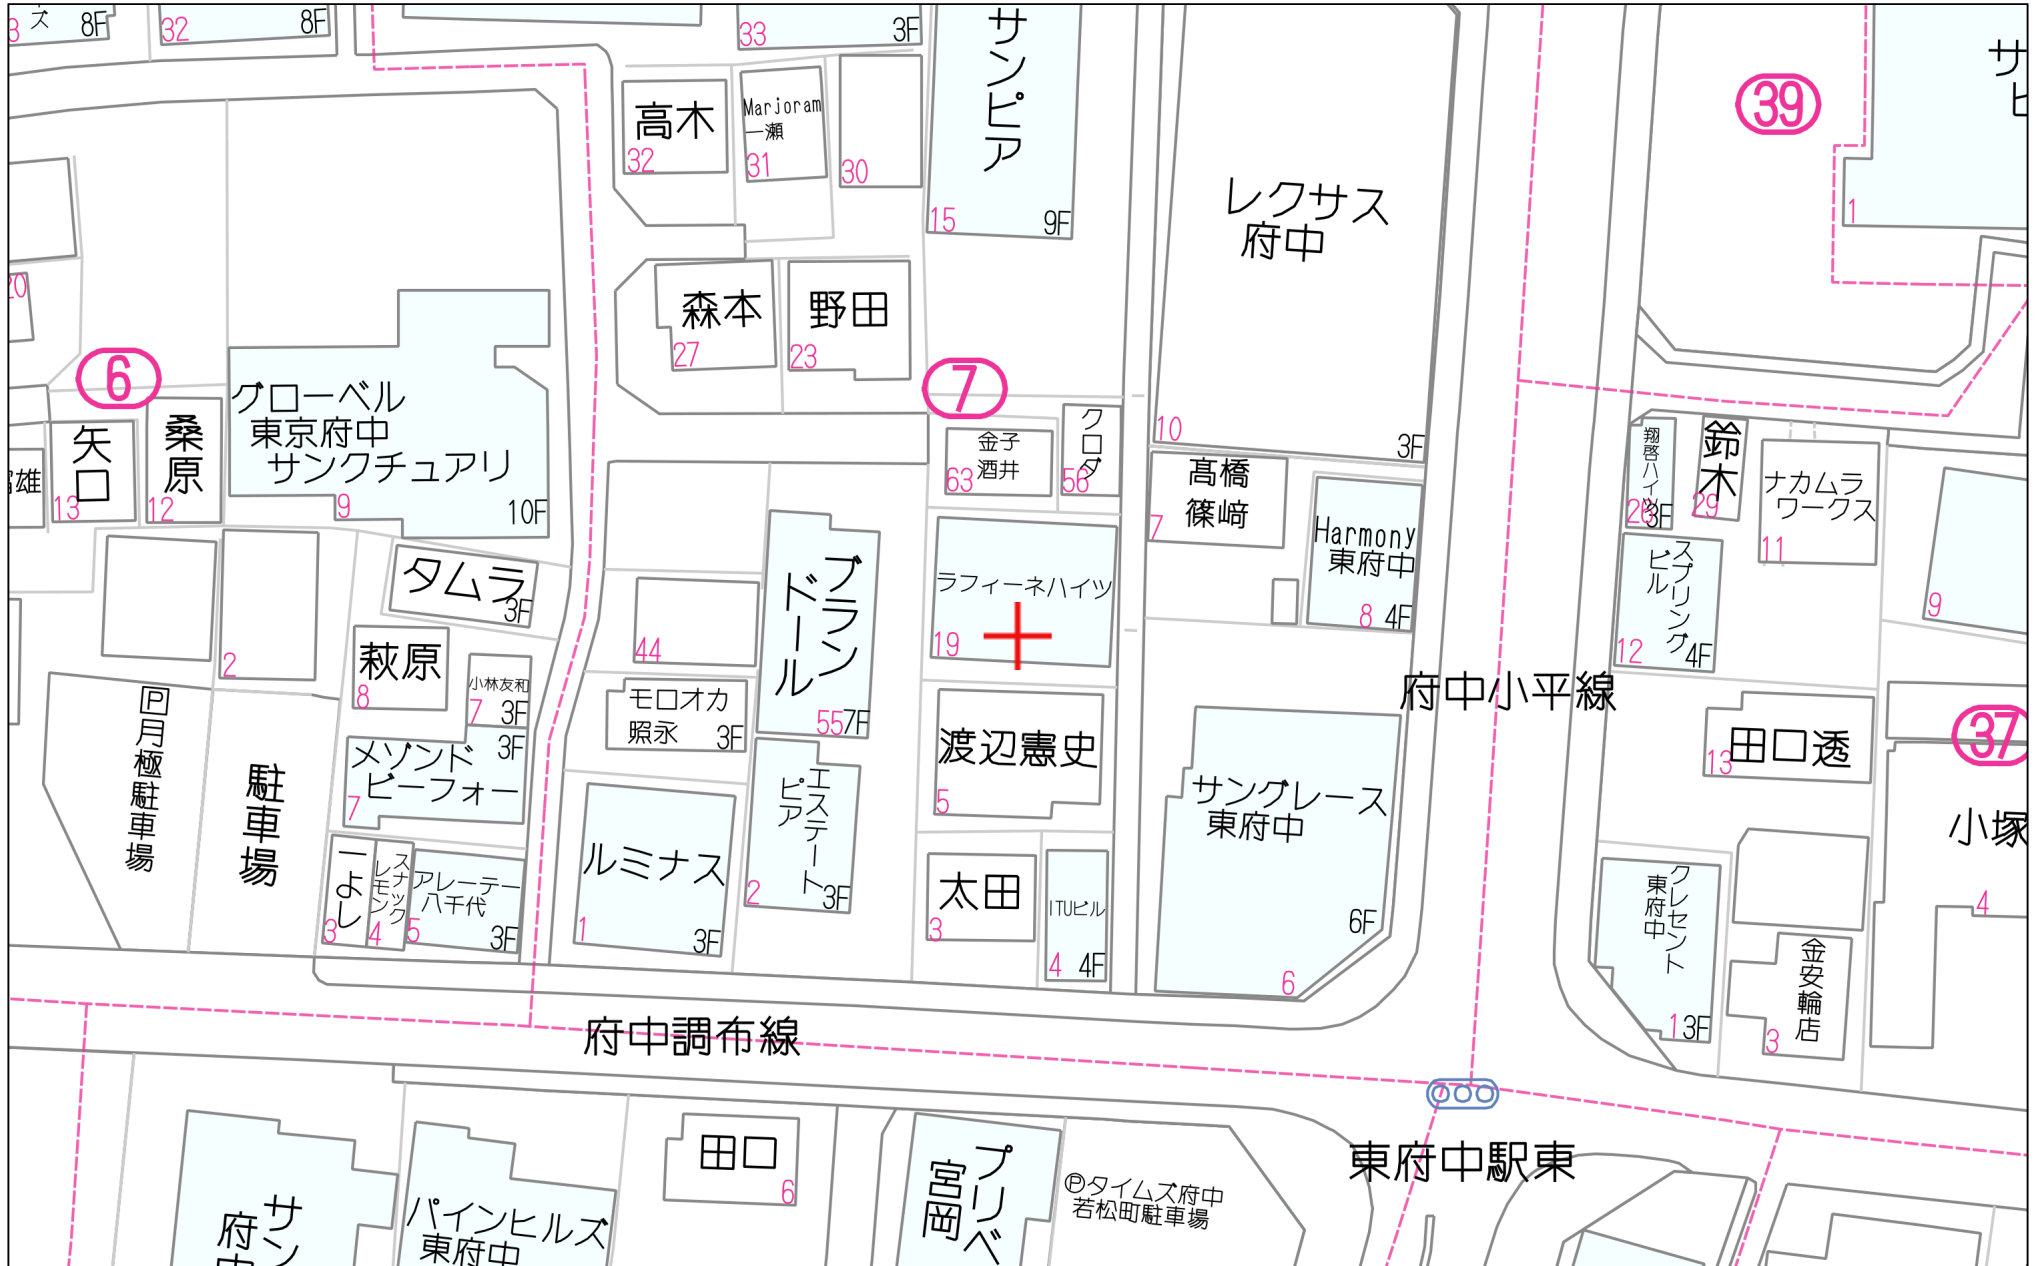 ズ
3
8F
32
8F
33
3F
サンピア
15
9F
高木
32
Marjoram
一瀬
31
30
レクサス
府中
10
3F
39
1
20
森本
27
野田
23
6
7
グローベル
東京府中
サンクチュアリ
9
10F
矢口
13
桑原
12
金子
酒井
63
クロダ
56
髙橋
篠﨑
7
Harmony
東府中
8
4F
翔啓ハイツ
26
3F
鈴木
29
ナカムラ
ワークス
11
9
スプリング
ビル
12
4F
タムラ
3F
2
萩原
8
小林友和
7
3F
44
ブラン
ドール
55
7F
ラフィーネハイツ
19
モロオカ
照永
3F
メゾンド
ビーフォー
7
3F
P月極駐車場
駐車場
府中小平線
田口透
13
37
渡辺憲史
5
サングレース
東府中
6F
6
エステート
ピア
2
3F
ルミナス
1
3F
一よし
3
スナック
レモン
4
アレーテー
八千代
5
3F
太田
3
ITUビル
4
4F
クレセント
東府中
1
3F
小塚
4
金安輪店
3
府中調布線
東府中駅東
田口
6
パインヒルズ
東府中
サン
府中
プリベ
宮岡
Pタイムズ府中
若松町駐車場